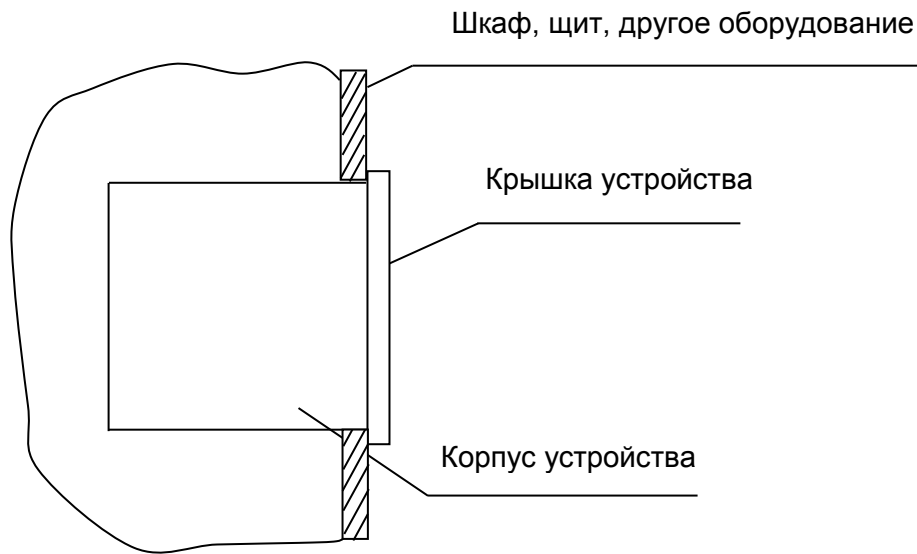 Шкаф, щит, другое оборудование
Крышка устройства
Корпус устройства